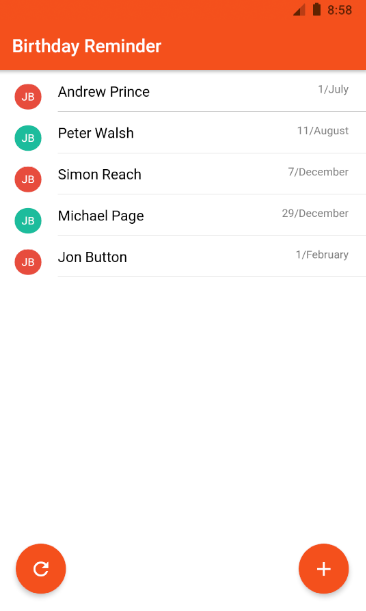 8:58
Birthday Reminder
JB Andrew Prince 1/July
JB Peter Walsh 11/August
JB Simon Reach 7/December
JB Michael Page 29/December
JB Jon Button 1/February